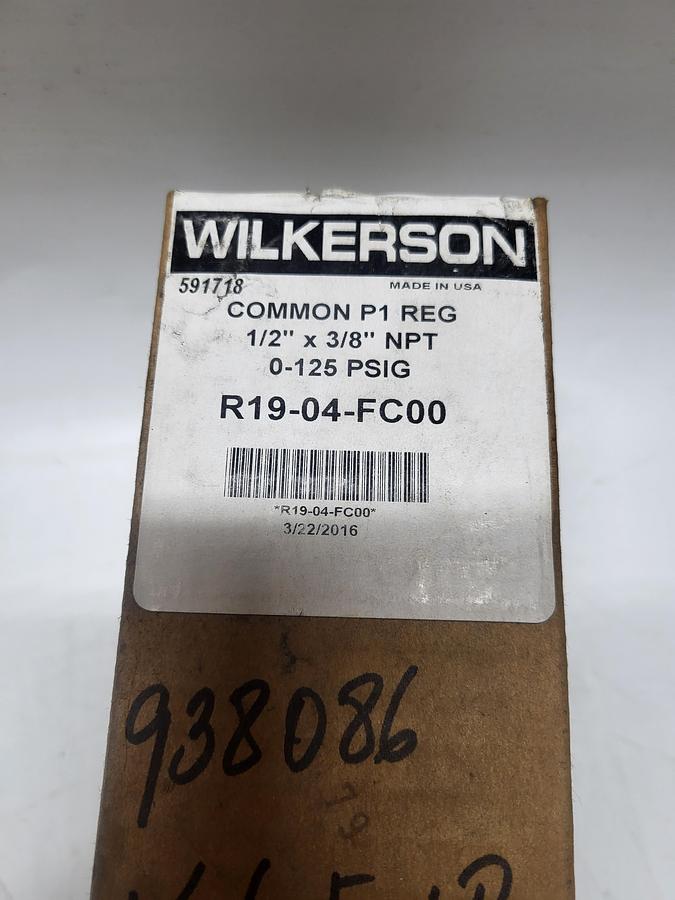 WILKERSON
591718 MADE IN USA
COMMON P1 REG
1/2" x 3/8" NPT
0-125 PSIG
R19-04-FC00
*R19-04-FC00*
3/22/2016
938086
79